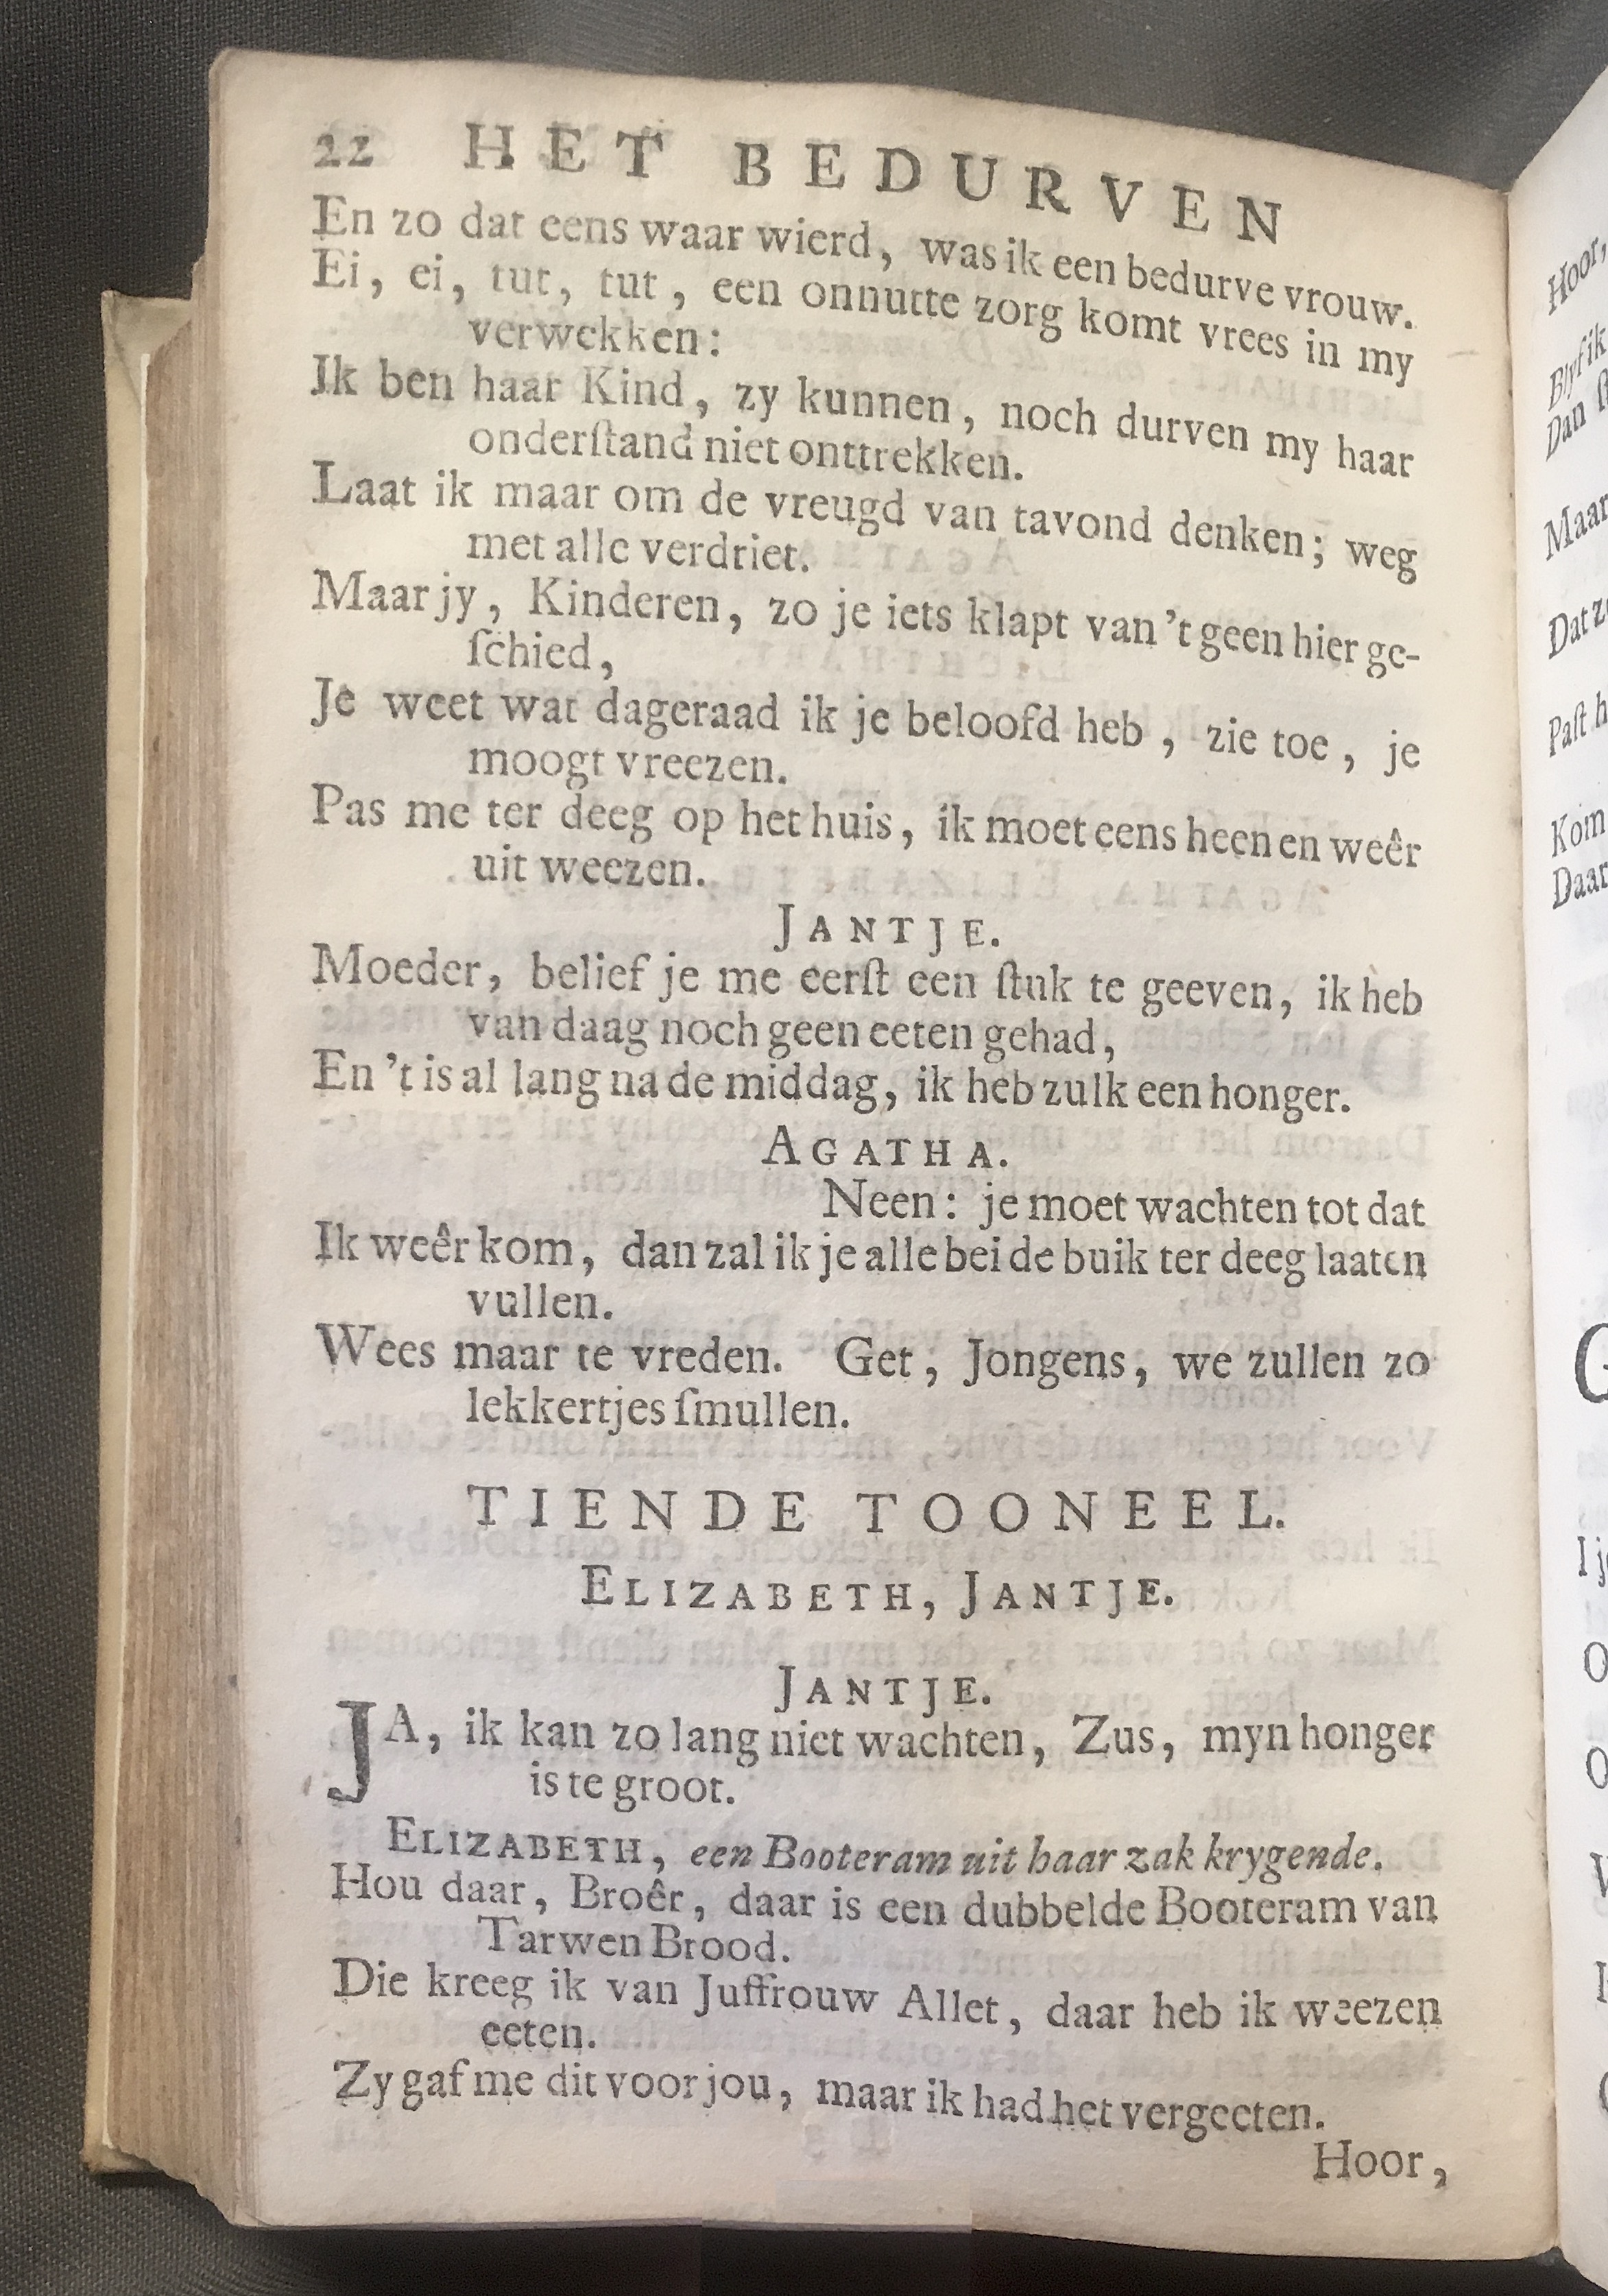 22 HET BEDURVEN
En zo dat eens waar wierd, was ik een bedurve vrouw.
Ei, ei, tut, tut, een onnutte zorg komt vrees in my
verwekken:
Ik ben haar Kind, zy kunnen, noch durven my haar
onderſtand niet onttrekken.
Laat ik maar om de vreugd van tavond denken; weg
met alle verdriet.
Maar jy, Kinderen, zo je iets klapt van 't geen hier ge-
ſchied,
Je weet wat dageraad ik je beloofd heb, zie toe, je
moogt vreezen.
Pas me ter deeg op het huis, ik moet eens heen en weêr
uit weezen.
JANTJE.
Moeder, belief je me eerſt een ſtuk te geeven, ik heb
van daag noch geen eeten gehad,
En 't is al lang na de middag, ik heb zulk een honger.
AGATHA.
Neen: je moet wachten tot dat
Ik weêr kom, dan zal ik je alle bei de buik ter deeg laaten
vullen.
Wees maar te vreden. Get, Jongens, we zullen zo
lekkertjes ſmullen.
TIENDE TOONEEL.
ELIZABETH, JANTJE.
JANTJE.
JA, ik kan zo lang niet wachten, Zus, myn honger
is te groot.
ELIZABETH, een Booteram uit haar zak krygende.
Hou daar, Broêr, daar is een dubbelde Booteram van
Tarwen Brood.
Die kreeg ik van Juffrouw Allet, daar heb ik weezen
eeten.
Zy gaf me dit voor jou, maar ik had het vergeeten.
Hoor,
Hoor,
Blyf ik
Dan
Maar
Paſt
Kom
Daar